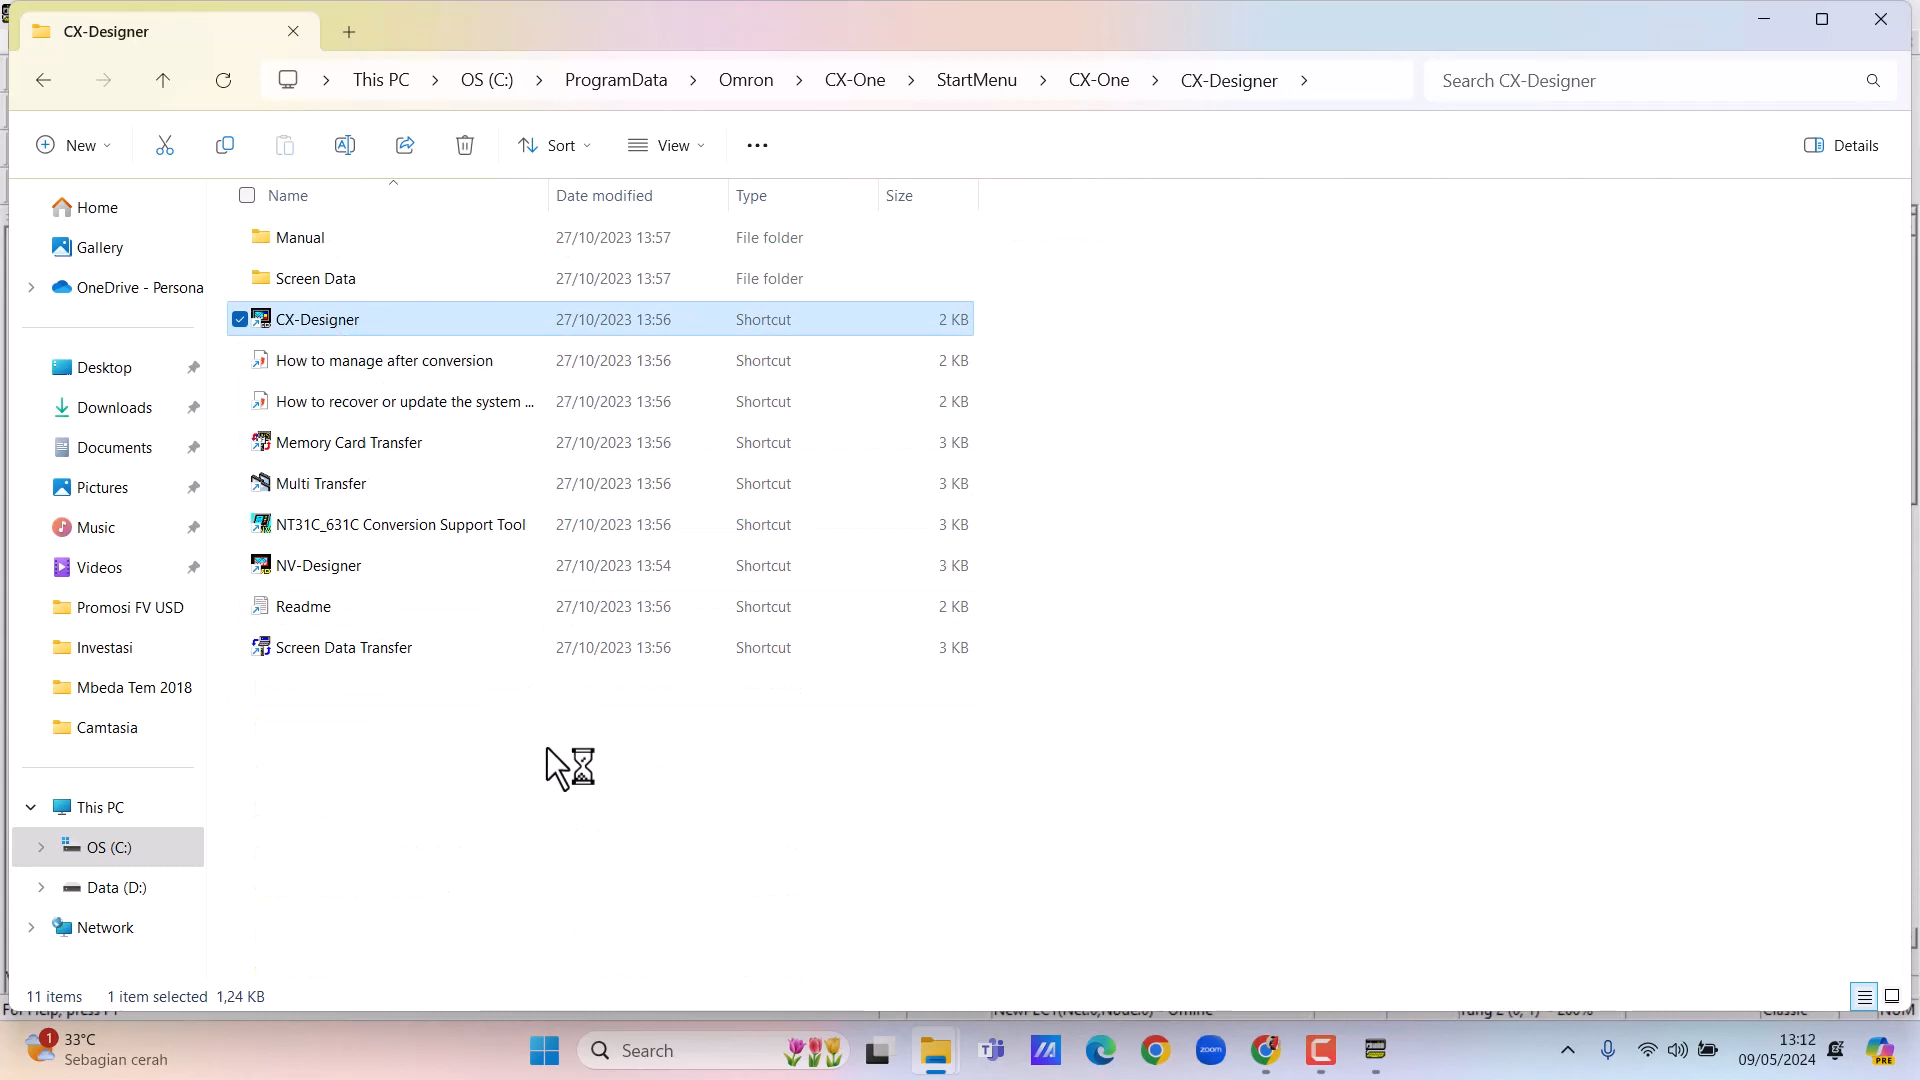 CX-Designer
This PC > OS (C:) > ProgramData > Omron > CX-One > StartMenu > CX-One > CX-Designer >
Search CX-Designer
New
Sort
View
Details
Name Date modified Type Size
Manual 27/10/2023 13:57 File folder
Screen Data 27/10/2023 13:57 File folder
CX-Designer 27/10/2023 13:56 Shortcut 2 KB
How to manage after conversion 27/10/2023 13:56 Shortcut 2 KB
How to recover or update the system ... 27/10/2023 13:56 Shortcut 2 KB
Memory Card Transfer 27/10/2023 13:56 Shortcut 3 KB
Multi Transfer 27/10/2023 13:56 Shortcut 3 KB
NT31C_631C Conversion Support Tool 27/10/2023 13:56 Shortcut 3 KB
NV-Designer 27/10/2023 13:54 Shortcut 3 KB
Readme 27/10/2023 13:56 Shortcut 2 KB
Screen Data Transfer 27/10/2023 13:56 Shortcut 3 KB
Home
Gallery
OneDrive - Persona
Desktop
Downloads
Documents
Pictures
Music
Videos
Promosi FV USD
Investasi
Mbeda Tem 2018
Camtasia
This PC
OS (C:)
Data (D:)
Network
11 items 1 item selected 1,24 KB
1
33°C
Sebagian cerah
Search
zoom
13:12
09/05/2024
PRE